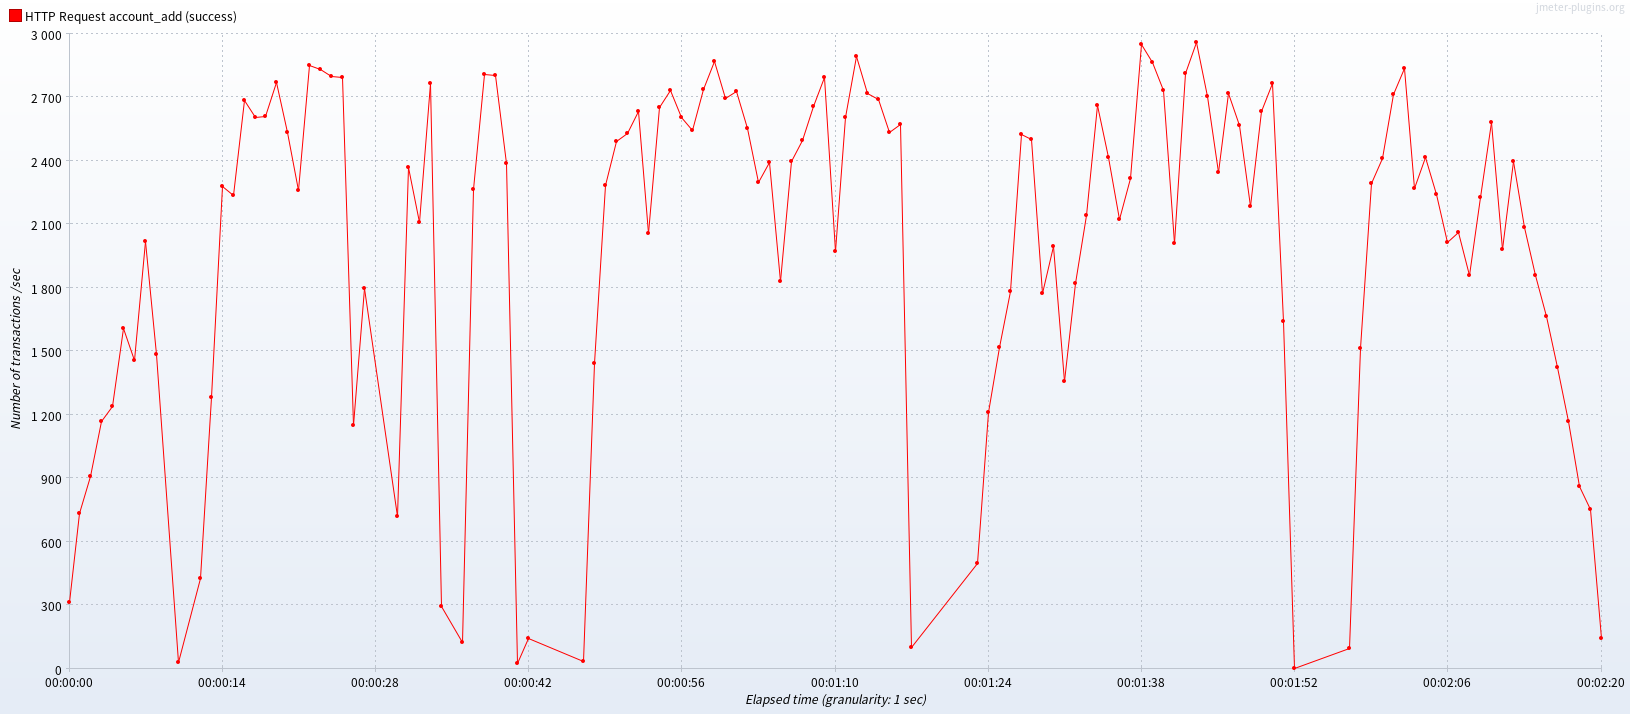 HTTP Request account_add (success)
jmeter-plugins.org
3 000
2 700
2 400
2 100
1 800
1 500
1 200
900
600
300
0
Number of transactions /sec
00:00:00 00:00:14 00:00:28 00:00:42 00:00:56 00:01:10 00:01:24 00:01:38 00:01:52 00:02:06 00:02:20
Elapsed time (granularity: 1 sec)